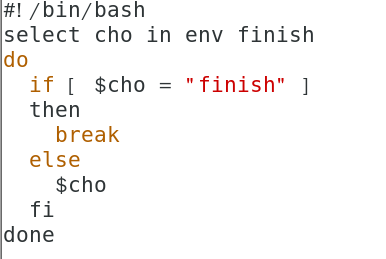 #!/bin/bash
select cho in env finish
do
  if [ $cho = "finish" ]
  then
    break
  else
    $cho
  fi
done